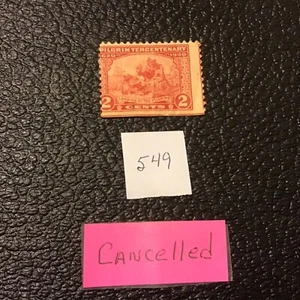 PILGRIM TERCENTENARY
1620 1920
2 CENTS 2
549
Cancelled